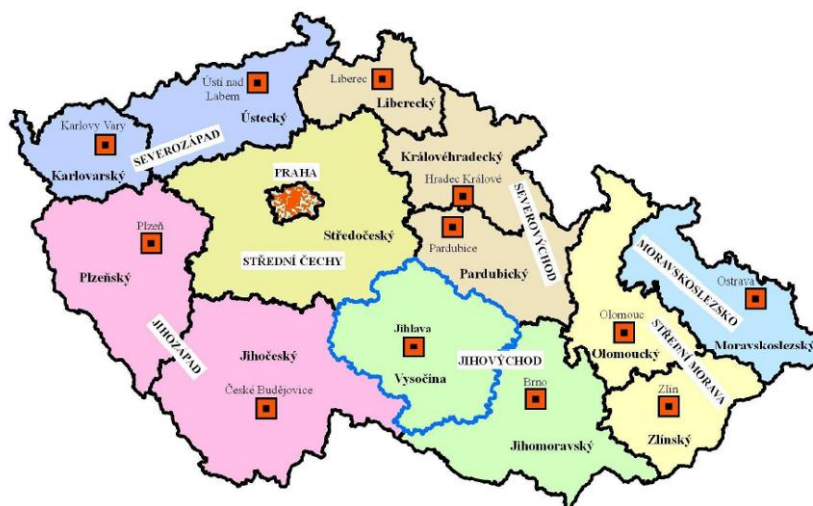 Ústí nad
Labem
Ústecký
Liberec
Liberecký
Karlovy Vary
Karlovarský
SEVEROZÁPAD
Královéhradecký
Hradec Králové
PRAHA
Středočeský
STŘEDNÍ ČECHY
Pardubice
Pardubický
SEVEROVÝCHOD
Plzeň
Plzeňský
JIHOZÁPAD
Jihočeský
České Budějovice
Jihlava
Vysočina
JIHOVÝCHOD
Brno
Jihomoravský
MORAVSKOSLEZSKO
Ostrava
Moravskoslezský
Olomouc
Olomoucký
STŘEDNÍ MORAVA
Zlín
Zlínský